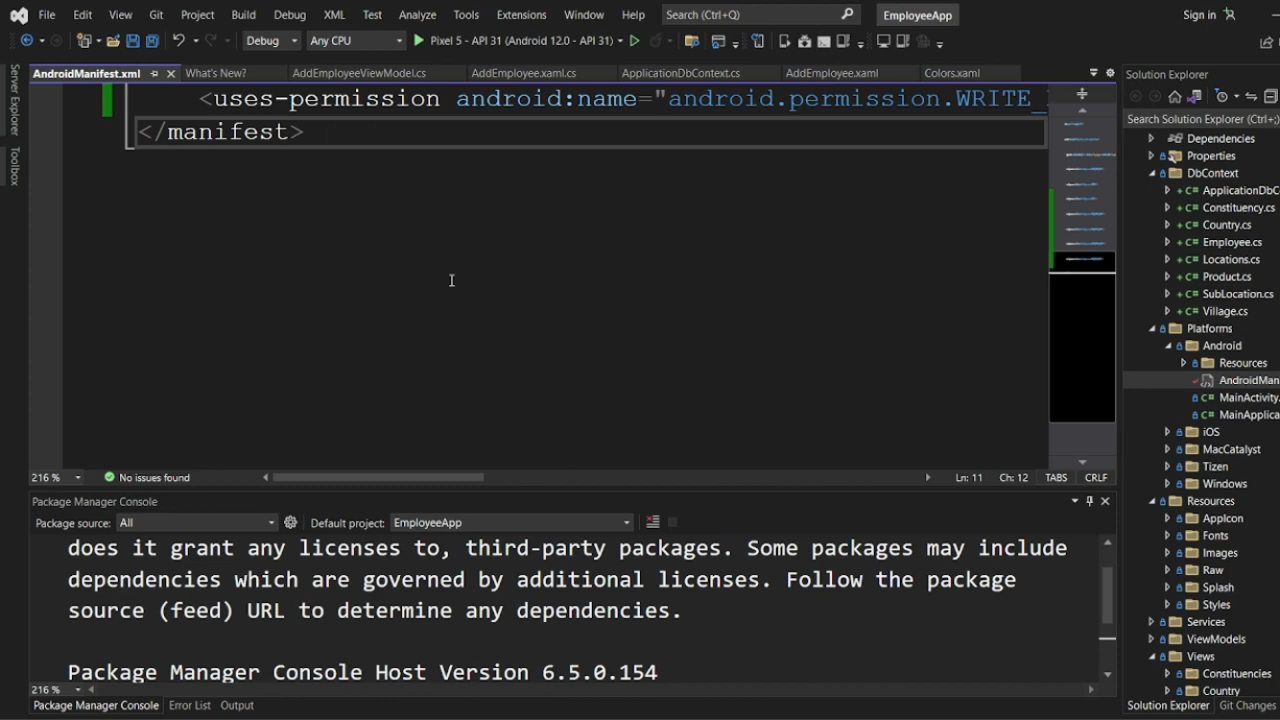 File Edit View Git Project Build Debug XML Test Analyze Tools Extensions Window Help Search (Ctrl+Q) EmployeeApp Sign in
Debug Any CPU Pixel 5 - API 31 (Android 12.0 - API 31)
AndroidManifest.xml What's New? AddEmployeeViewModel.cs AddEmployee.xaml.cs ApplicationDbContext.cs AddEmployee.xaml Colors.xaml
Server Explorer
Toolbox
<uses-permission android:name="android.permission.WRITE_
</manifest>
216 % No issues found Ln: 11 Ch: 12 TABS CRLF
Package Manager Console
Package source: All Default project: EmployeeApp
does it grant any licenses to, third-party packages. Some packages may include
dependencies which are governed by additional licenses. Follow the package
source (feed) URL to determine any dependencies.
Package Manager Console Host Version 6.5.0.154
216 %
Package Manager Console Error List Output
Solution Explorer
Search Solution Explorer (Ctrl+;)
Dependencies
Properties
DbContext
C# ApplicationDbC
C# Constituency.cs
C# Country.cs
C# Employee.cs
C# Locations.cs
C# Product.cs
C# SubLocation.cs
C# Village.cs
Platforms
Android
Resources
AndroidMan
C# MainActivity.
C# MainApplica
iOS
MacCatalyst
Tizen
Windows
Resources
AppIcon
Fonts
Images
Raw
Splash
Styles
Services
ViewModels
Views
Constituencies
Country
Solution Explorer Git Changes